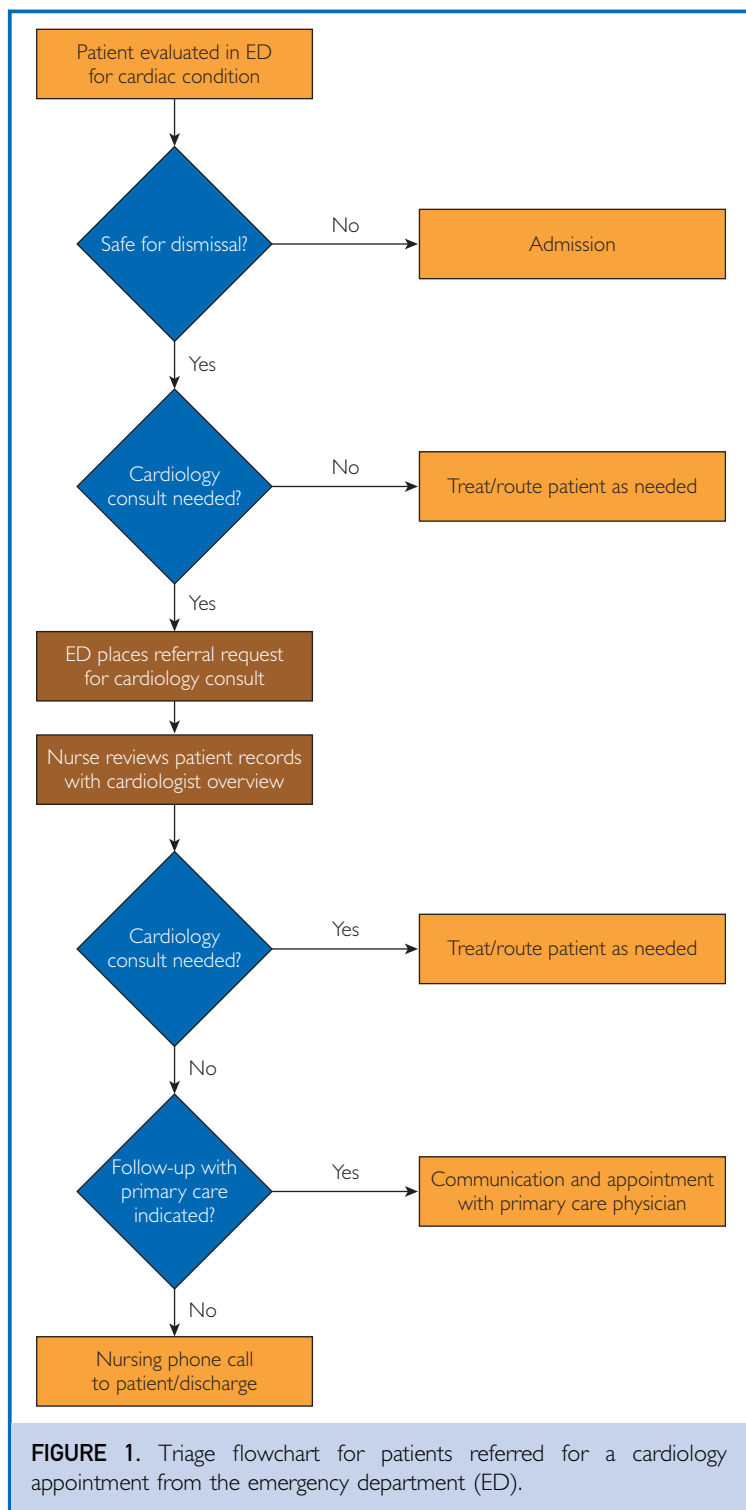 Patient evaluated in ED
for cardiac condition
Safe for dismissal?
No
Admission
Yes
Cardiology
consult needed?
No
Treat/route patient as needed
Yes
ED places referral request
for cardiology consult
Nurse reviews patient records
with cardiologist overview
Cardiology
consult needed?
Yes
Treat/route patient as needed
No
Follow-up with
primary care
indicated?
Yes
Communication and appointment
with primary care physician
No
Nursing phone call
to patient/discharge
FIGURE 1. Triage flowchart for patients referred for a cardiology
appointment from the emergency department (ED).